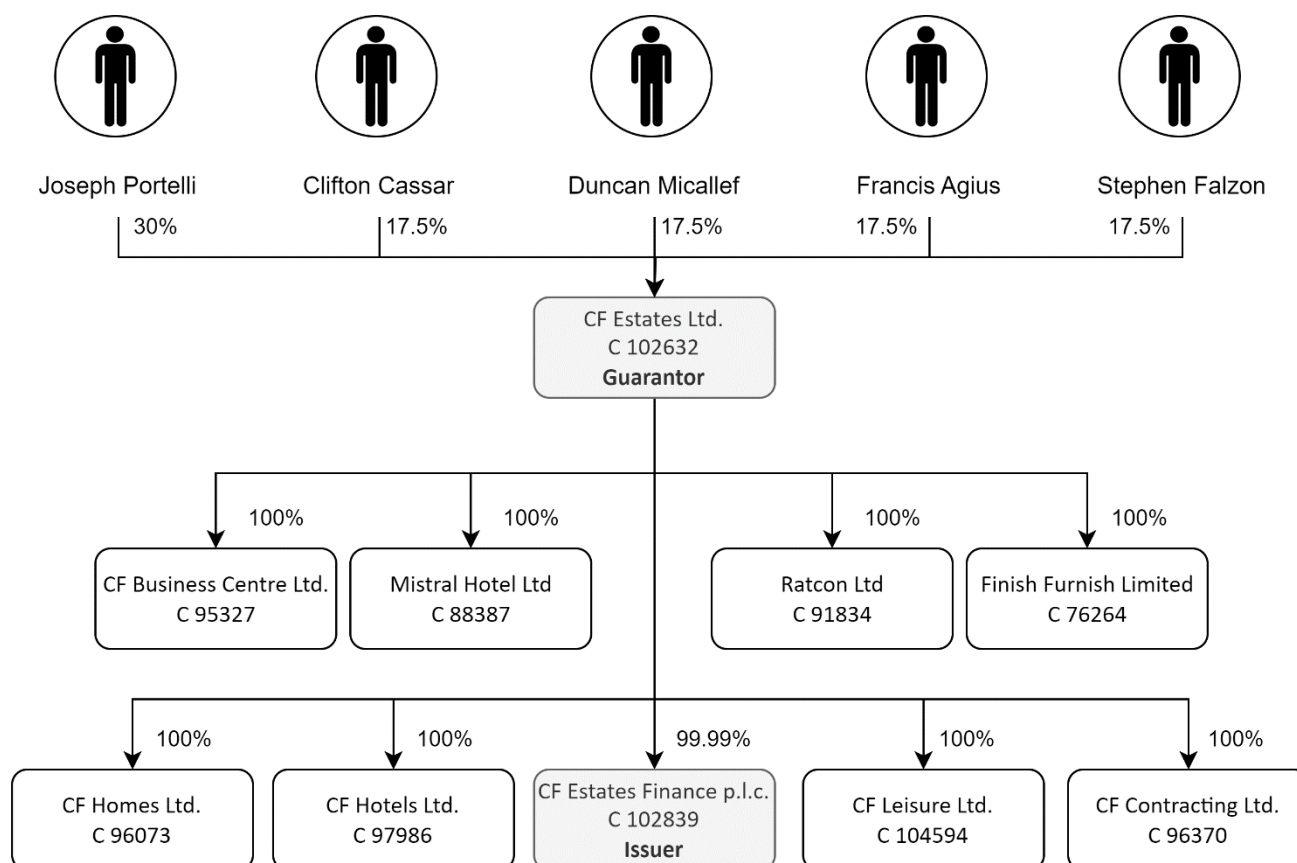 Joseph Portelli
Clifton Cassar
Duncan Micallef
Francis Agius
Stephen Falzon
30%
17.5%
17.5%
17.5%
17.5%
CF Estates Ltd.
C 102632
Guarantor
100%
100%
100%
100%
CF Business Centre Ltd.
C 95327
Mistral Hotel Ltd
C 88387
Ratcon Ltd
C 91834
Finish Furnish Limited
C 76264
100%
100%
99.99%
100%
100%
CF Homes Ltd.
C 96073
CF Hotels Ltd.
C 97986
CF Estates Finance p.l.c.
C 102839
Issuer
CF Leisure Ltd.
C 104594
CF Contracting Ltd.
C 96370